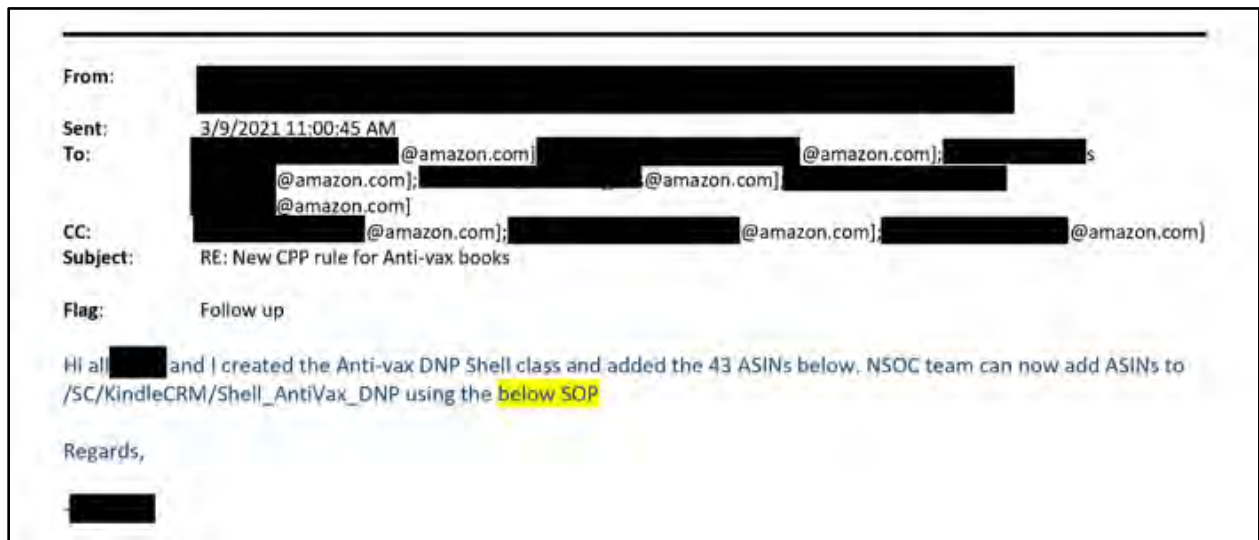 From:
Sent: 3/9/2021 11:00:45 AM
To: @amazon.com] @amazon.com]; s
@amazon.com]; s@amazon.com];
@amazon.com]
CC: @amazon.com]; @amazon.com]; @amazon.com]
Subject: RE: New CPP rule for Anti-vax books
Flag: Follow up
Hi all and I created the Anti-vax DNP Shell class and added the 43 ASINs below. NSOC team can now add ASINs to
/SC/KindleCRM/Shell_AntiVax_DNP using the below SOP
Regards,
-